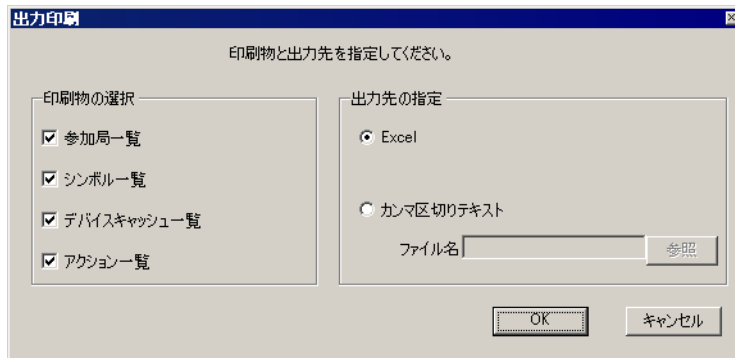 出力印刷
印刷物と出力先を指定してください。
印刷物の選択
参加局一覧
シンボル一覧
デバイスキャッシュ一覧
アクション一覧
出力先の指定
Excel
カンマ区切りテキスト
ファイル名
参照
OK
キャンセル